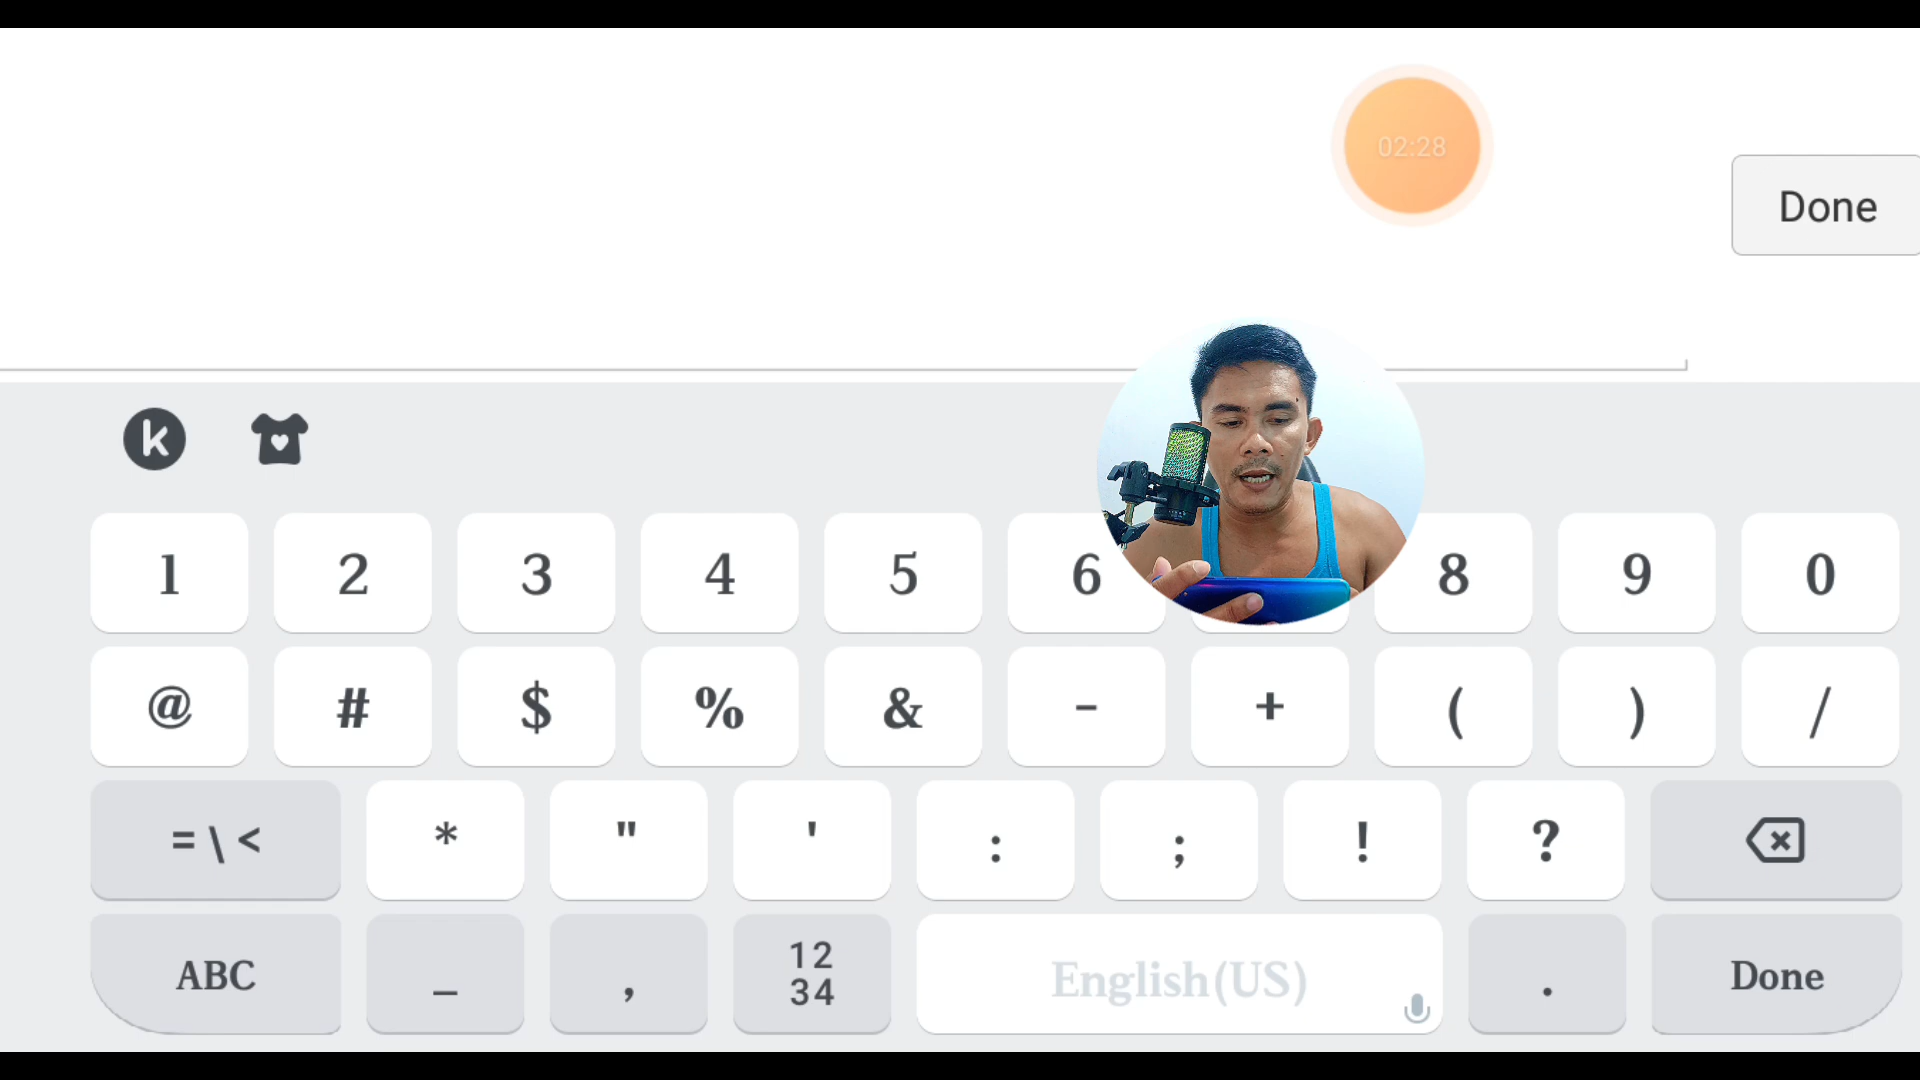 02:28
Done
k
1 2 3 4 5 6 8 9 0
@ # $ % & - + ( ) /
= \ < * " ' : ; ! ?
ABC _ , 12 34 English(US) . Done